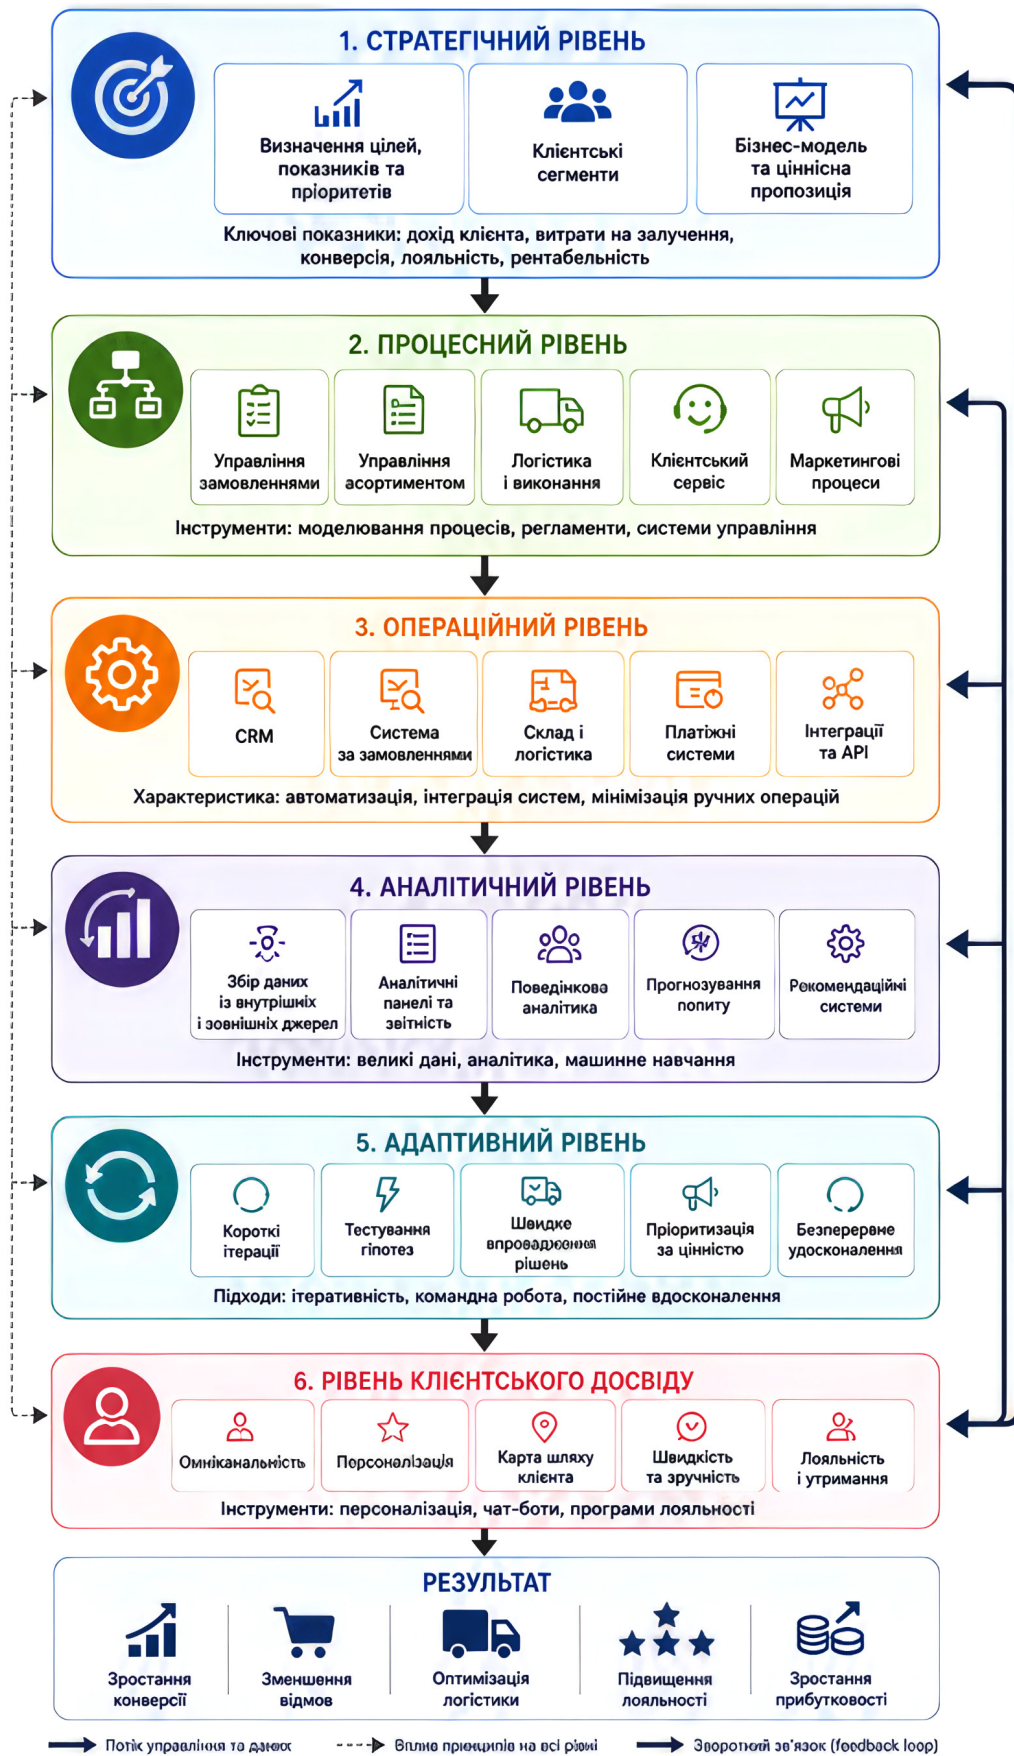 1. СТРАТЕГІЧНИЙ РІВЕНЬ
Визначення цілей,
показників та
пріоритетів
Клієнтські
сегменти
Бізнес-модель
та ціннісна
пропозиція
Ключові показники: дохід клієнта, витрати на залучення,
конверсія, лояльність, рентабельність
2. ПРОЦЕСНИЙ РІВЕНЬ
Управління
замовленнями
Управління
асортиментом
Логістика
і виконання
Клієнтський
сервіс
Маркетингові
процеси
Інструменти: моделювання процесів, регламенти, системи управління
3. ОПЕРАЦІЙНИЙ РІВЕНЬ
CRM
Система
за замовленнями
Склад і
логістика
Платіжні
системи
Інтеграції
та API
Характеристика: автоматизація, інтеграція систем, мінімізація ручних операцій
4. АНАЛІТИЧНИЙ РІВЕНЬ
Збір даних
із внутрішніх
і зовнішніх джерел
Аналітичні
панелі та
звітність
Поведінкова
аналітика
Прогнозування
попиту
Рекомендаційні
системи
Інструменти: великі дані, аналітика, машинне навчання
5. АДАПТИВНИЙ РІВЕНЬ
Короткі
ітерації
Тестування
гіпотез
Швидке
впровадження
рішень
Пріоритизація
за цінністю
Безперервне
удосконалення
Підходи: ітеративність, командна робота, постійне вдосконалення
6. РІВЕНЬ КЛІЄНТСЬКОГО ДОСВІДУ
Омніканальність
Персоналізація
Карта шляху
клієнта
Швидкість
та зручність
Лояльність
і утримання
Інструменти: персоналізація, чат-боти, програми лояльності
РЕЗУЛЬТАТ
Зростання
конверсії
Зменшення
відмов
Оптимізація
логістики
Підвищення
лояльності
Зростання
прибутковості
Потік управління та даних
Вплив принципів на всі рівні
Зворотний зв'язок (feedback loop)